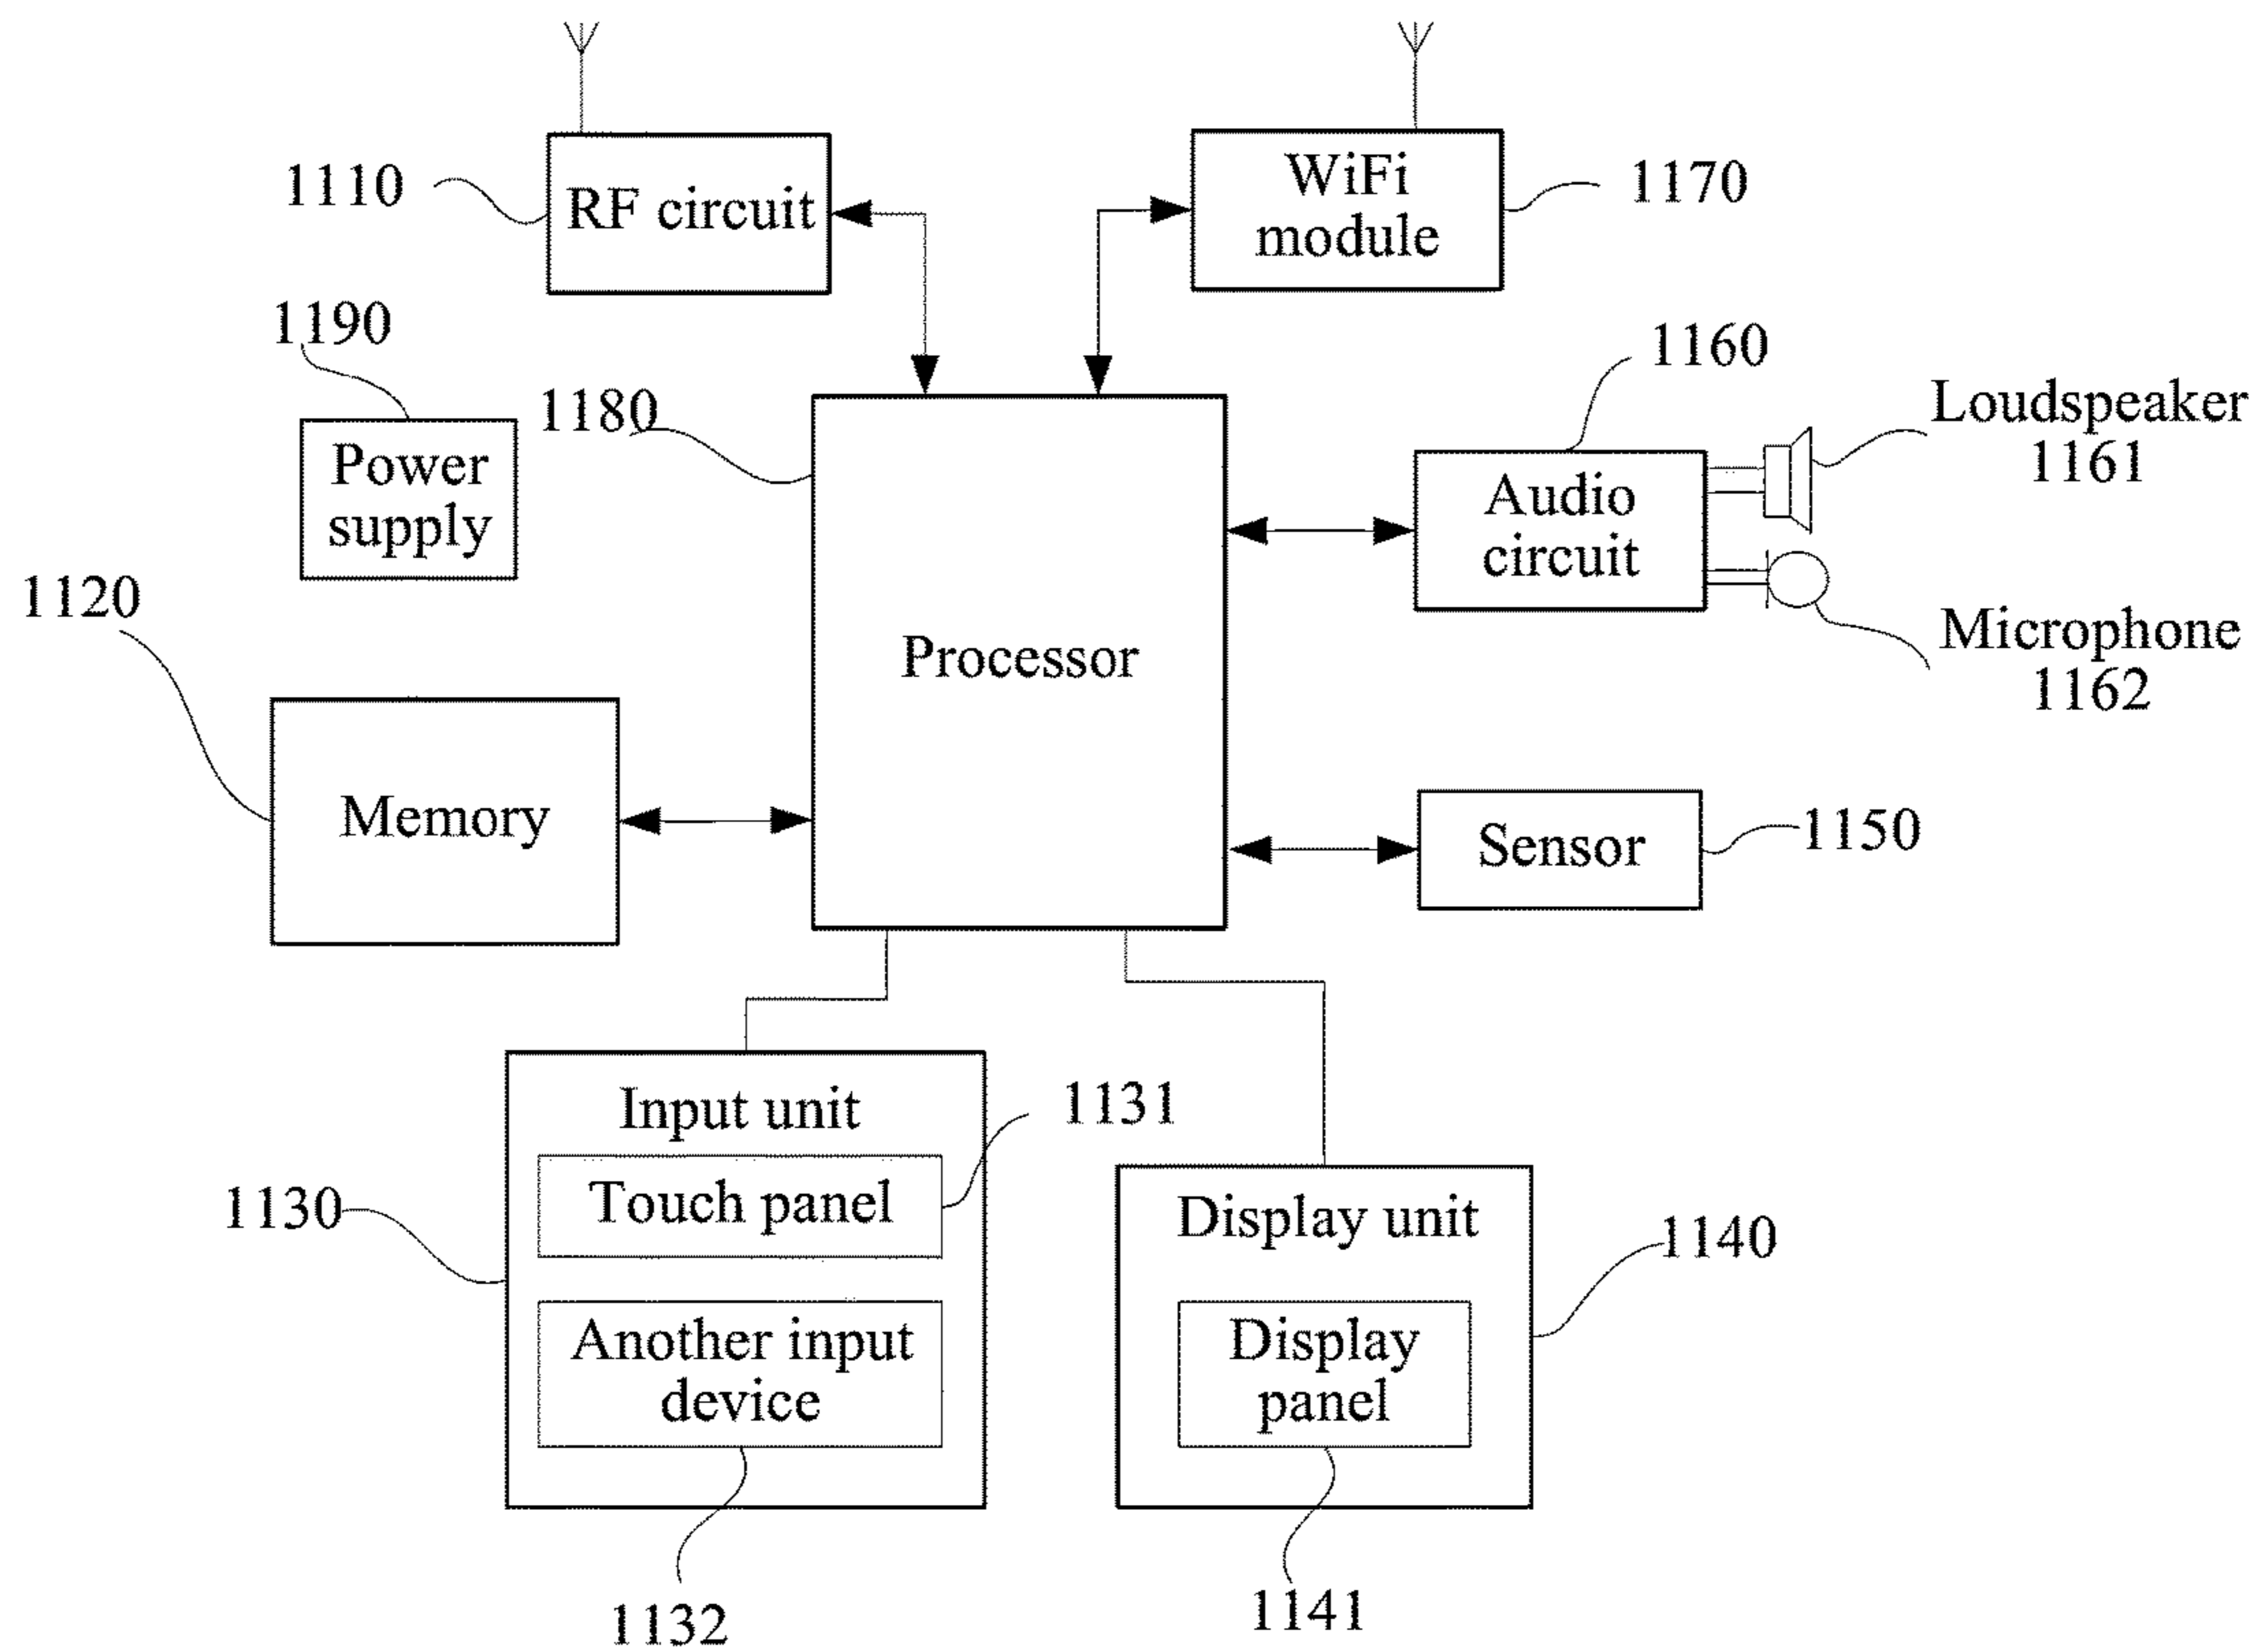 1110
RF circuit
WiFi
module
1170
1190
Power
supply
1180
1160
Loudspeaker
1161
Audio
circuit
Microphone
1162
1120
Processor
Memory
Sensor
1150
Input unit
1131
Touch panel
1130
Another input
device
1132
Display unit
1140
Display
panel
1141